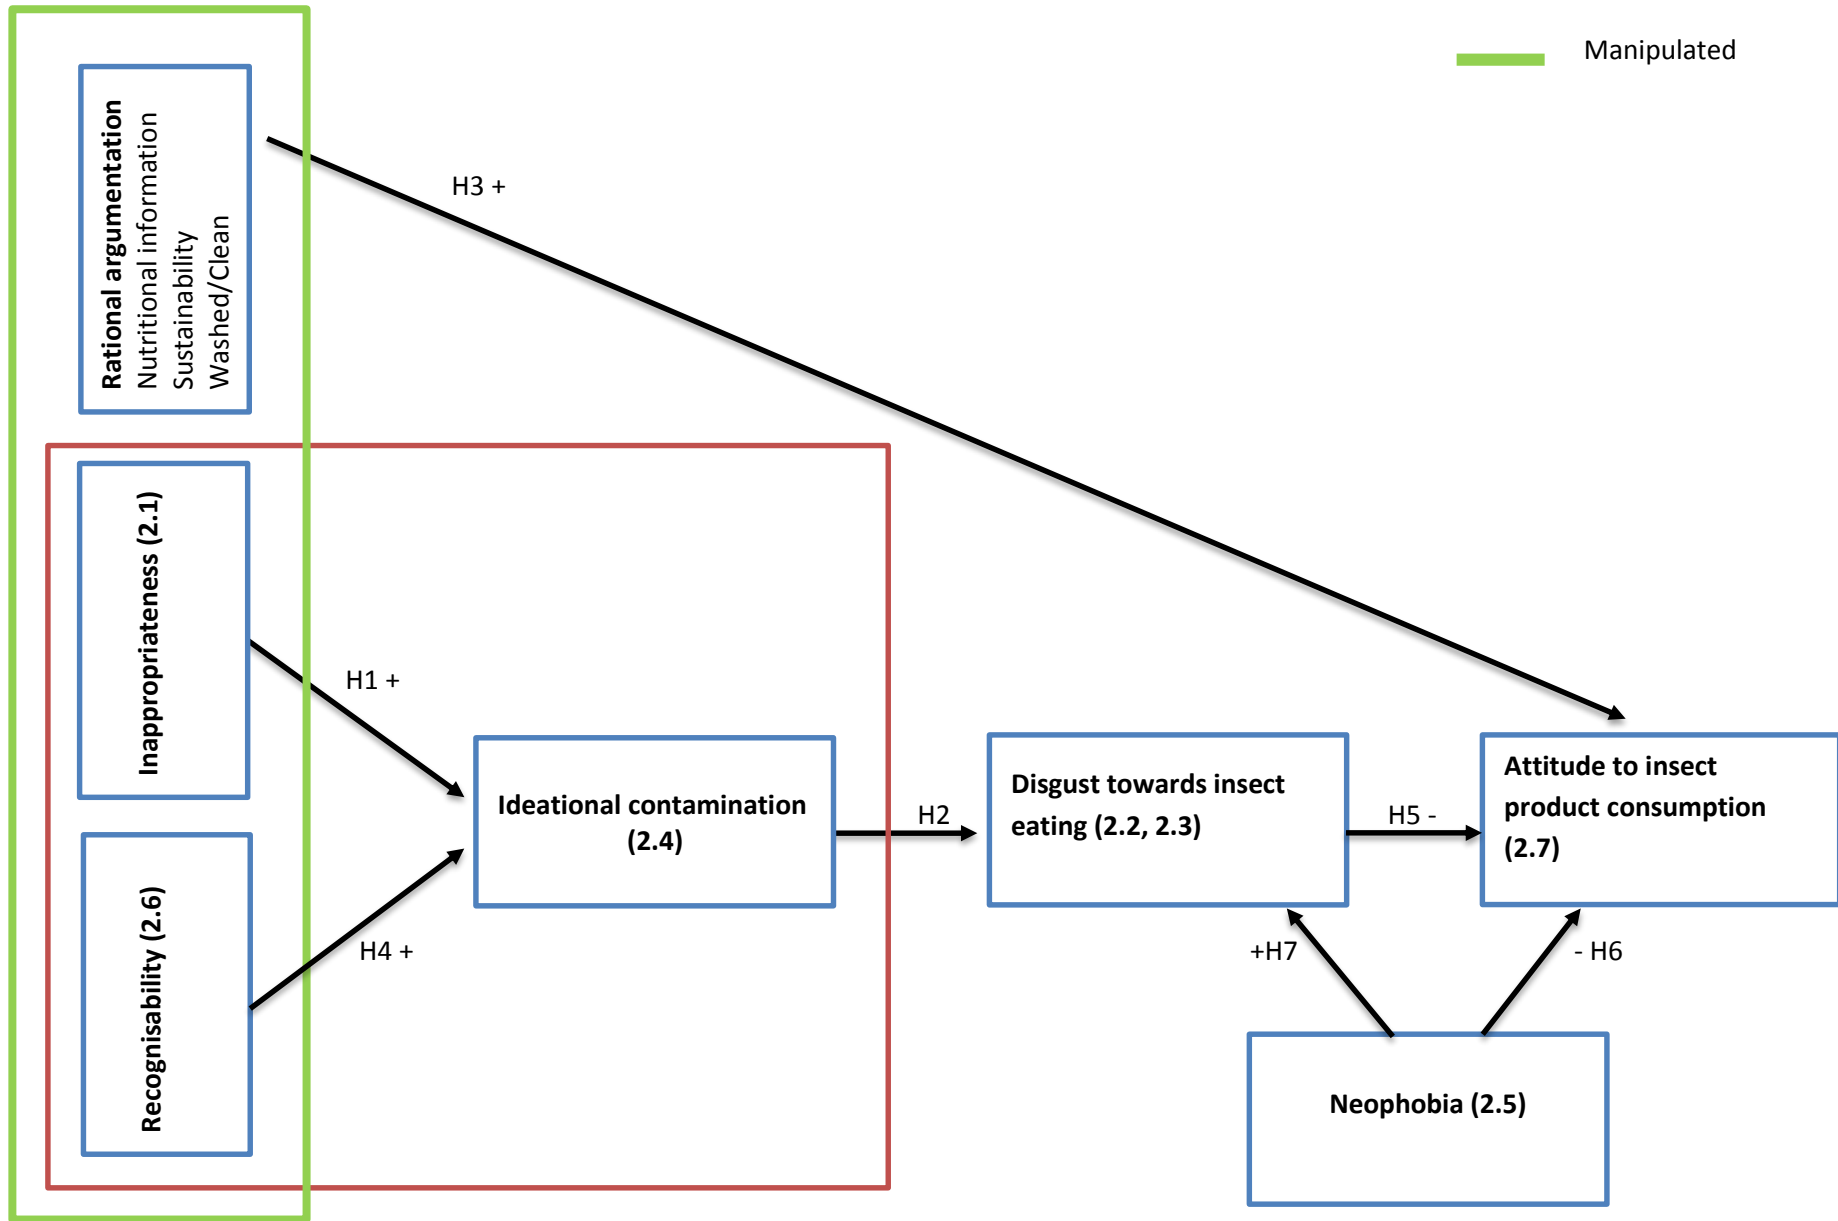 Manipulated
Rational argumentation
Nutritional information
Sustainability
Washed/Clean
H3 +
Inappropriateness (2.1)
H1 +
Ideational contamination
(2.4)
H2
Disgust towards insect
eating (2.2, 2.3)
H5 -
Attitude to insect
product consumption
(2.7)
Recognisability (2.6)
H4 +
+H7
- H6
Neophobia (2.5)